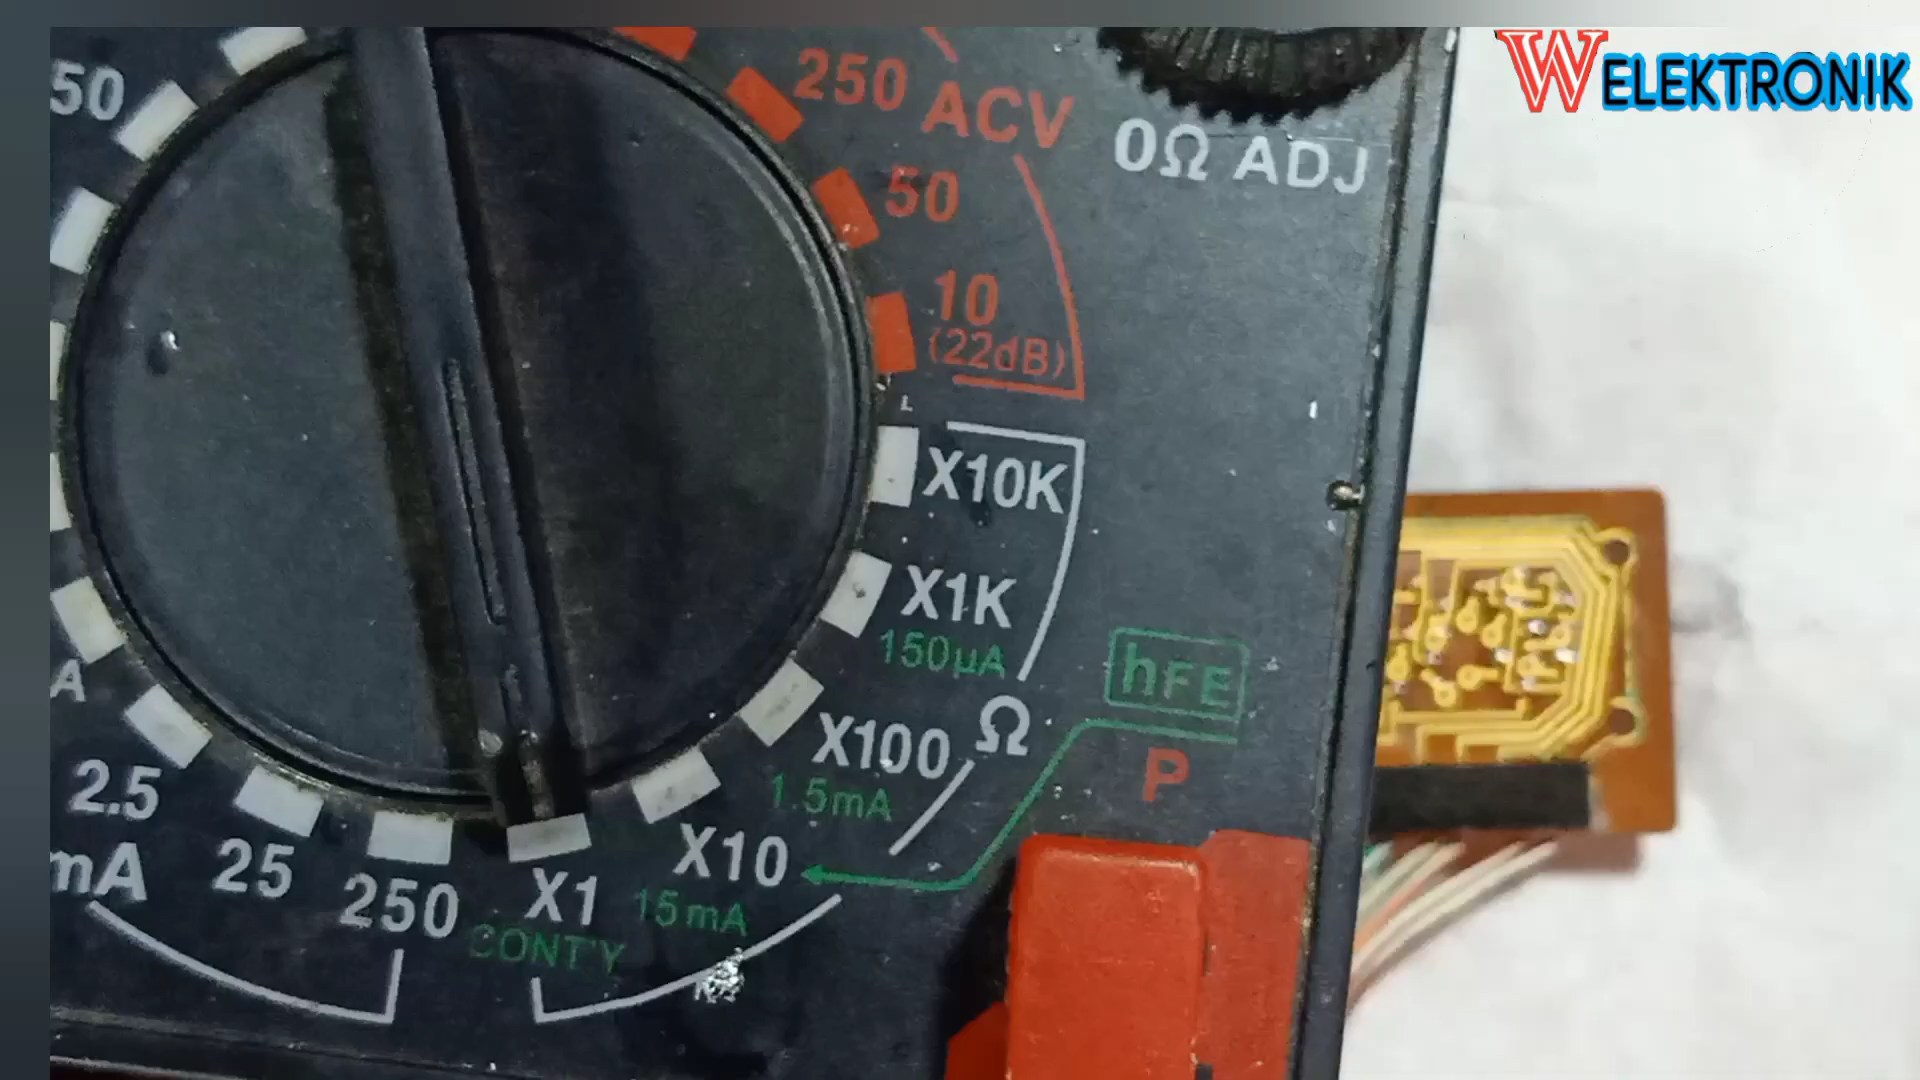 W ELEKTRONIK
50
250
ACV
50
10
(22dB)
0Ω ADJ
X10K
X1K
150µA
X100
1.5mA
Ω
hFE
P
X10
15mA
X1
CONT'Y
250
25
2.5
mA
A